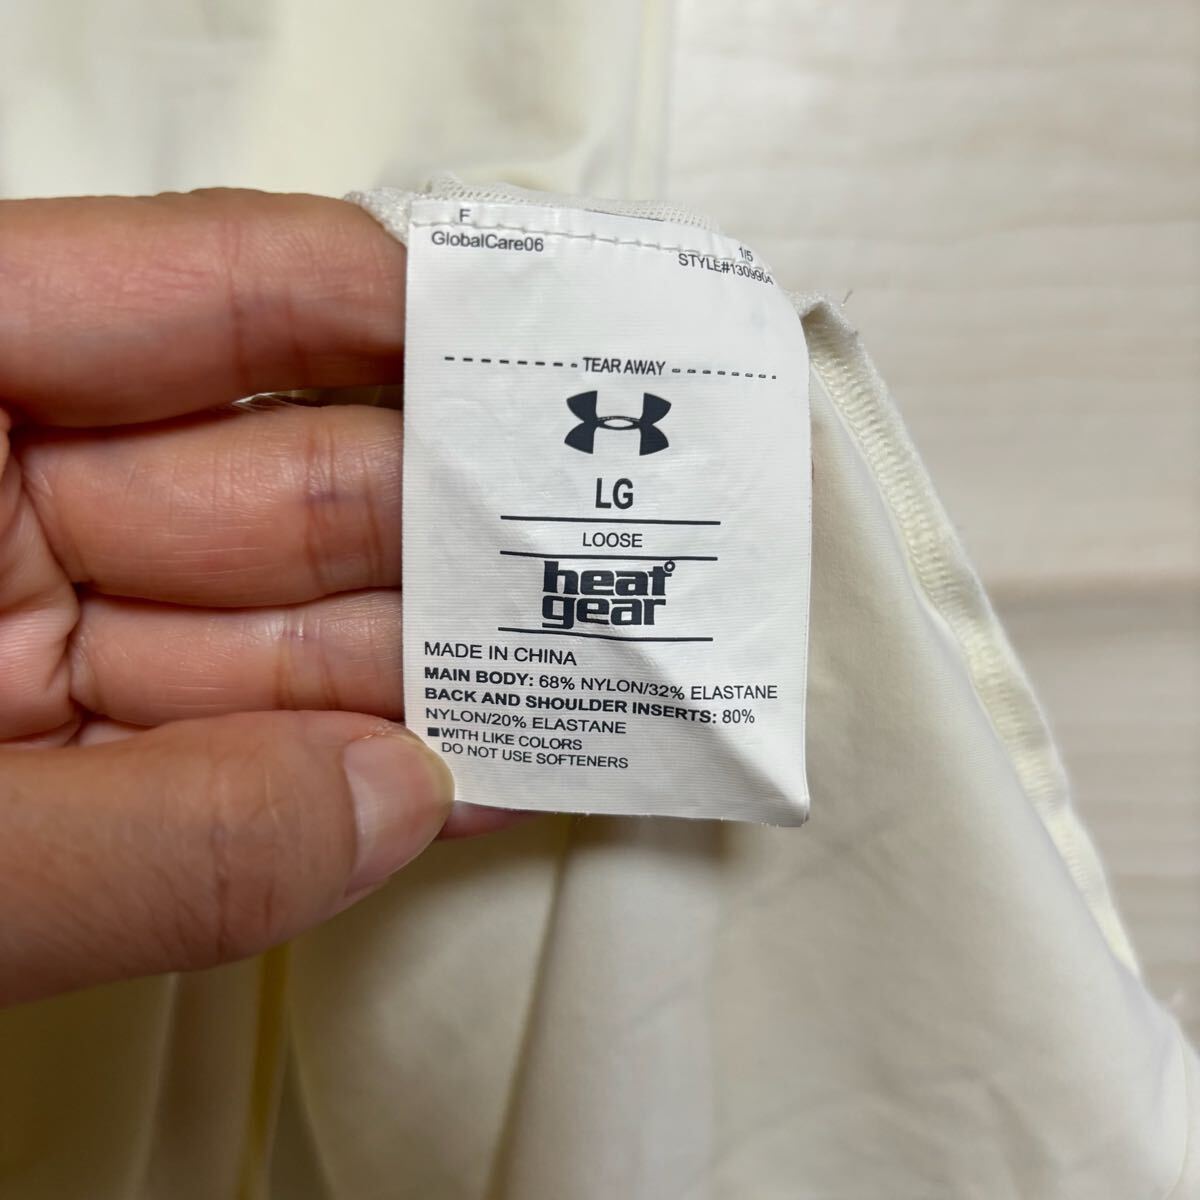 F
GlobalCare06
1/5
STYLE#1309904
TEAR AWAY
LG
LOOSE
heat
gear
MADE IN CHINA
MAIN BODY: 68% NYLON/32% ELASTANE
BACK AND SHOULDER INSERTS: 80%
NYLON/20% ELASTANE
■WITH LIKE COLORS
DO NOT USE SOFTENERS